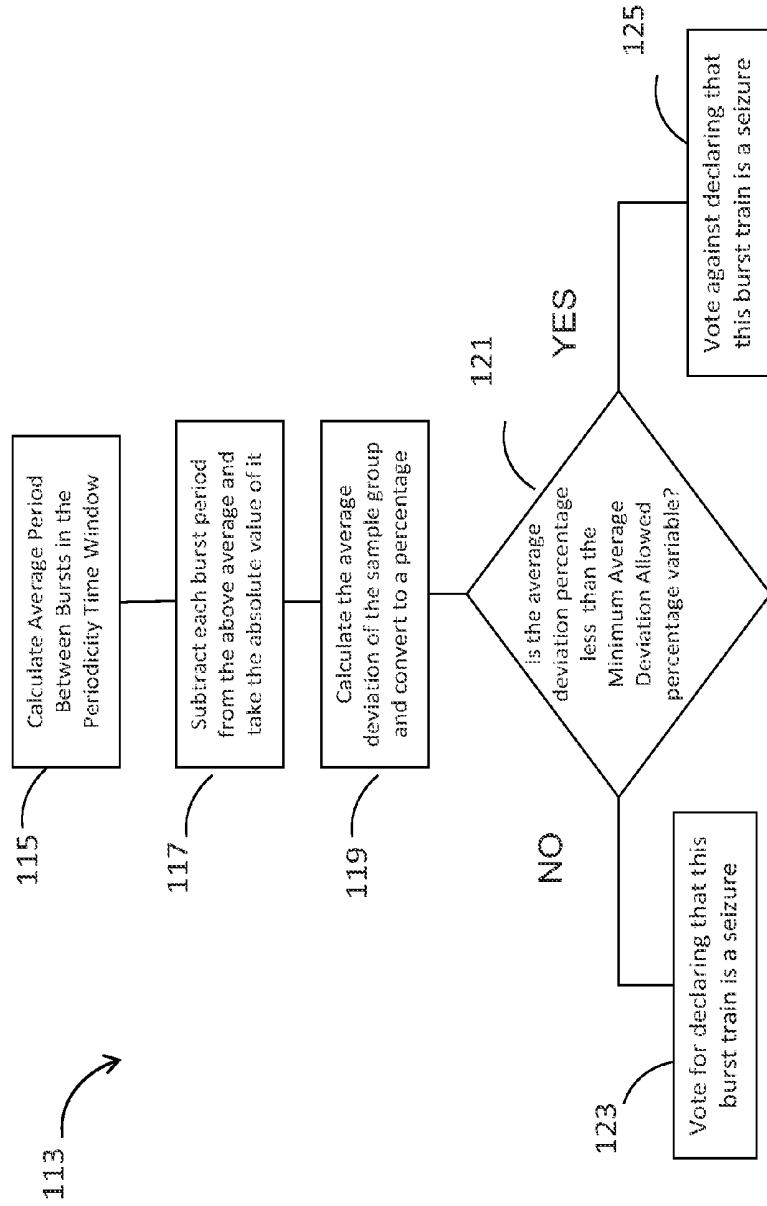 113
115
Calculate Average Period
Between Bursts in the
Periodicity Time Window
117
Subtract each burst period
from the above average and
take the absolute value of it
119
Calculate the average
deviation of the sample group
and convert to a percentage
121
is the average
deviation percentage
less than the
Minimum Average
Deviation Allowed
percentage variable?
NO
YES
123
Vote for declaring that this
burst train is a seizure
125
Vote against declaring that
this burst train is a seizure